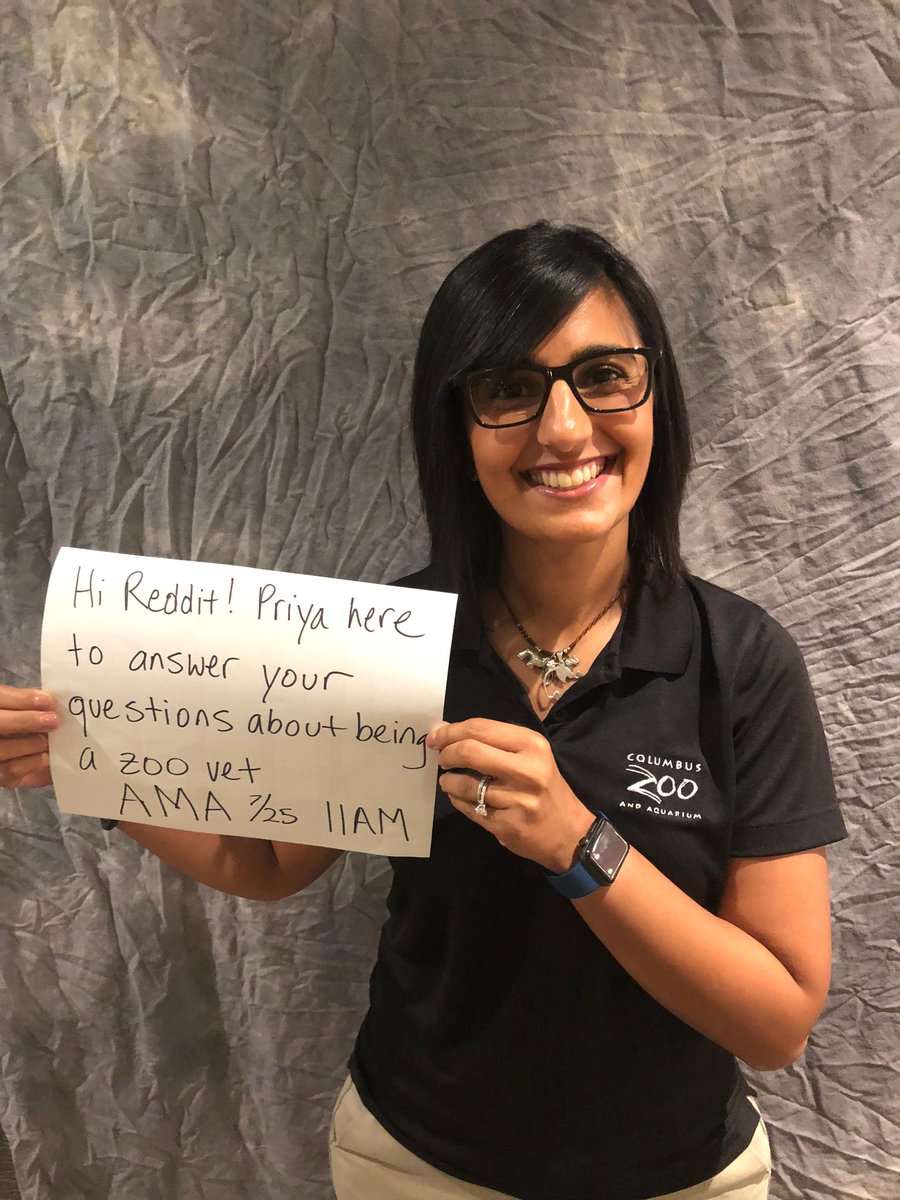 Hi Reddit! Priya here
to answer your
questions about being
a zoo vet
AMA 7/25 11AM
COLUMBUS
ZOO
AND AQUARIUM